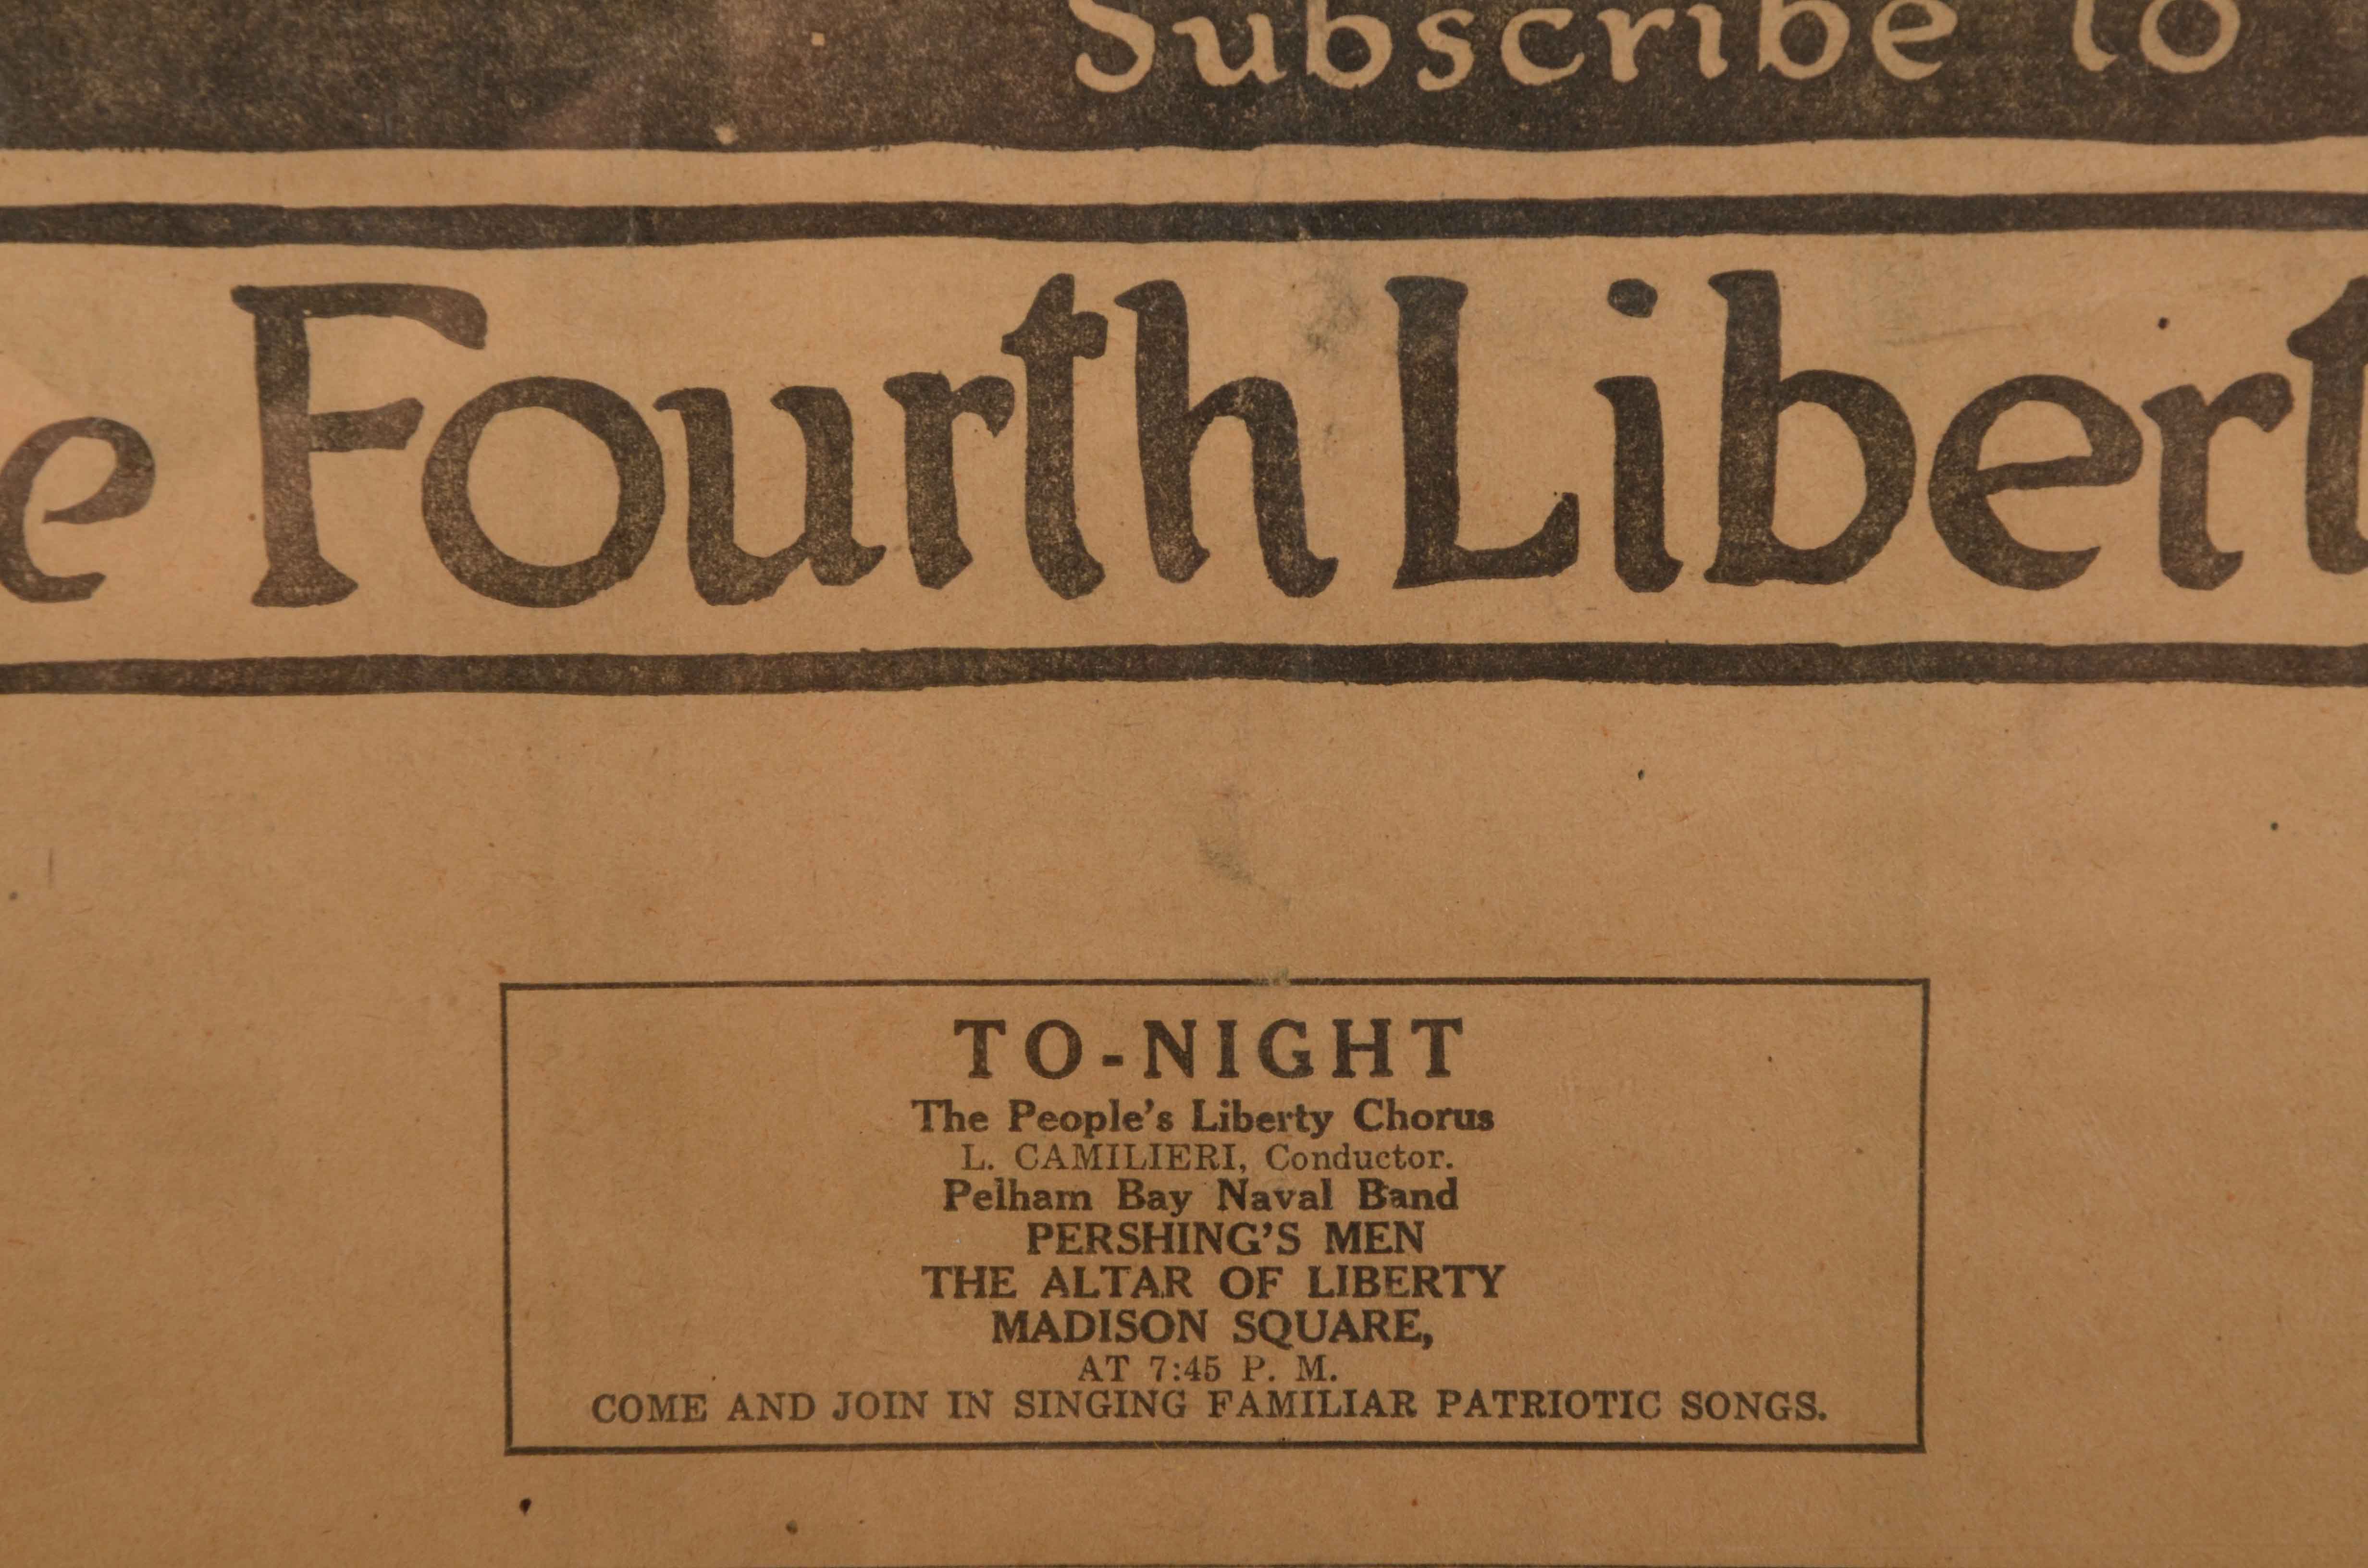 Subscribe to
e Fourth Libert
TO-NIGHT
The People's Liberty Chorus
L. CAMILIERI, Conductor.
Pelham Bay Naval Band
PERSHING'S MEN
THE ALTAR OF LIBERTY
MADISON SQUARE,
AT 7:45 P. M.
COME AND JOIN IN SINGING FAMILIAR PATRIOTIC SONGS.